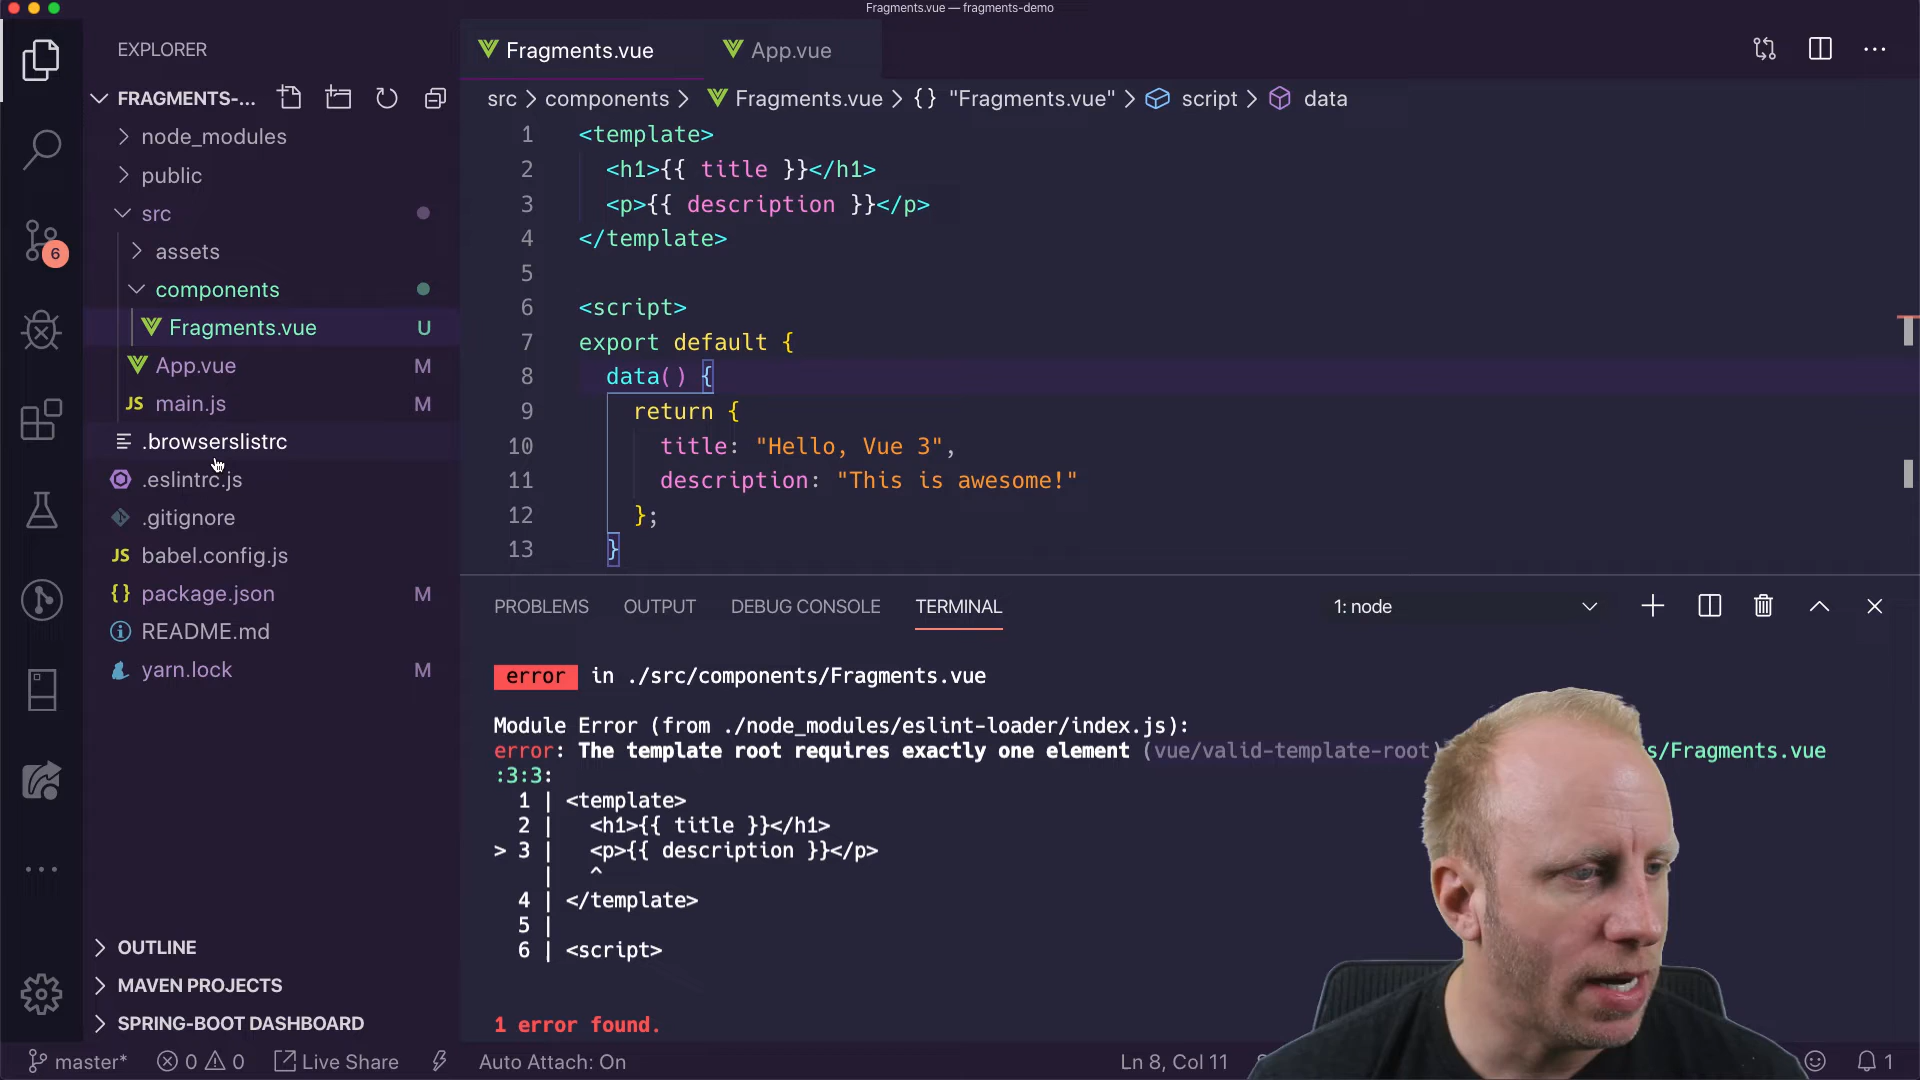 Fragments.vue — fragments-demo
EXPLORER
FRAGMENTS-...
node_modules
public
src
assets
components
Fragments.vue U
App.vue M
JS main.js M
.browserslistrc
.eslintrc.js
.gitignore
JS babel.config.js
{} package.json M
README.md
yarn.lock M
OUTLINE
MAVEN PROJECTS
SPRING-BOOT DASHBOARD
6
Fragments.vue
App.vue
src > components > Fragments.vue > {} "Fragments.vue" > script > data
1 <template>
2 <h1>{{ title }}</h1>
3 <p>{{ description }}</p>
4 </template>
5
6 <script>
7 export default {
8 data() {
9 return {
10 title: "Hello, Vue 3",
11 description: "This is awesome!"
12 };
13 }
PROBLEMS OUTPUT DEBUG CONSOLE TERMINAL 1: node
error in ./src/components/Fragments.vue
Module Error (from ./node_modules/eslint-loader/index.js):
error: The template root requires exactly one element (vue/valid-template-root) s/Fragments.vue
:3:3:
1 | <template>
2 | <h1>{{ title }}</h1>
> 3 | <p>{{ description }}</p>
| ^
4 | </template>
5 |
6 | <script>
1 error found.
master* 0 0 Live Share Auto Attach: On Ln 8, Col 11 1